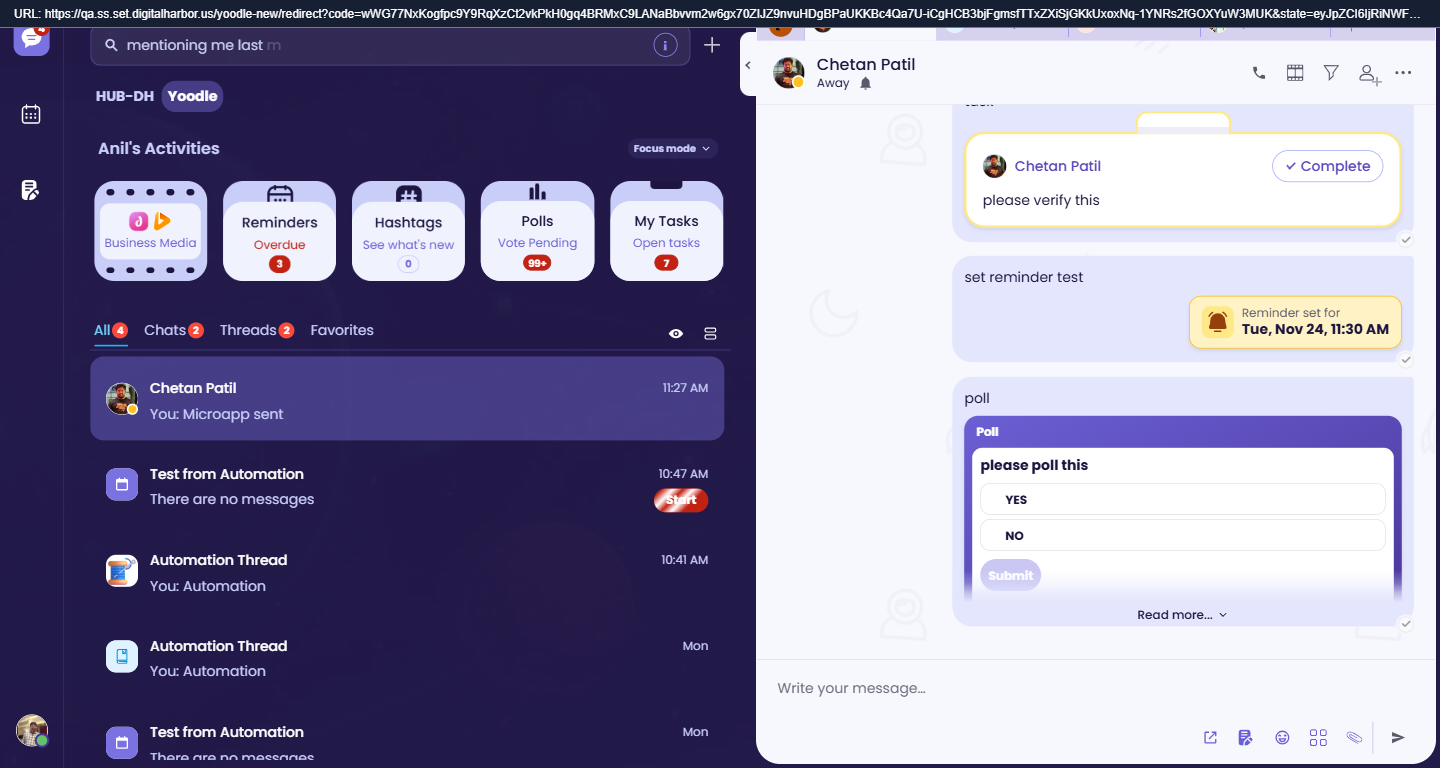 URL: https://qa.ss.set.digitalharbor.us/yoodle-new/redirect?code=wWG77NxKogfpc9Y9RqXzCt2vkPkH0gq4BRMxC9LANaBbvvm2w6gx70ZIJZ9nvuHDgBPaUKKBc4Qa7U-iCgHCB3bjFgmsfTTxZXiSjGKkUxoxNq-1YNRs2fGOXYuW3MUK&state=eyJpZCI6IjRiNWF...
mentioning me last m
HUB-DH Yoodle
Anil's Activities
Focus mode
Business Media
Reminders
Overdue
3
Hashtags
See what's new
0
Polls
Vote Pending
99+
My Tasks
Open tasks
7
All 4 Chats 2 Threads 2 Favorites
Chetan Patil 11:27 AM
You: Microapp sent
Test from Automation 10:47 AM
There are no messages Start
Automation Thread 10:41 AM
You: Automation
Automation Thread Mon
You: Automation
Test from Automation Mon
There are no messages
Chetan Patil
Away
task
Chetan Patil Complete
please verify this
set reminder test
Reminder set for
Tue, Nov 24, 11:30 AM
poll
Poll
please poll this
YES
NO
Submit
Read more...
Write your message...